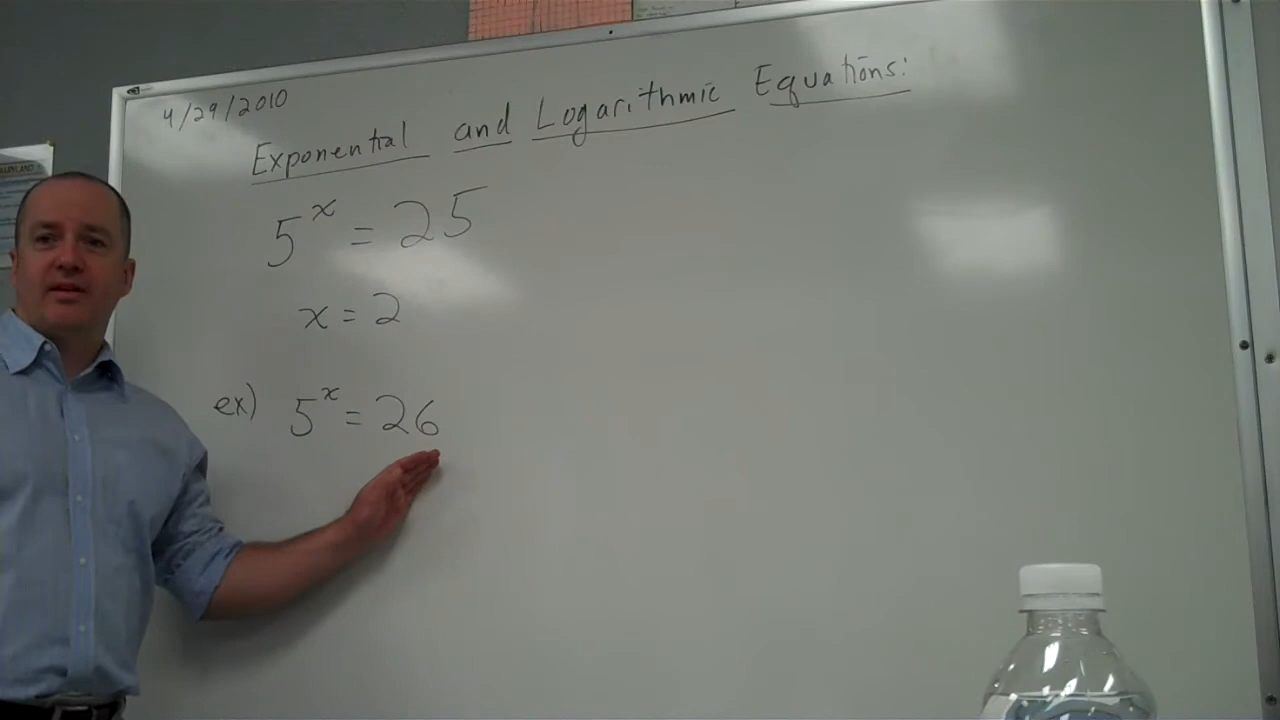 4/29/2010
Exponential and Logarithmic Equations:
5^x = 25
x = 2
ex) 5^x = 26